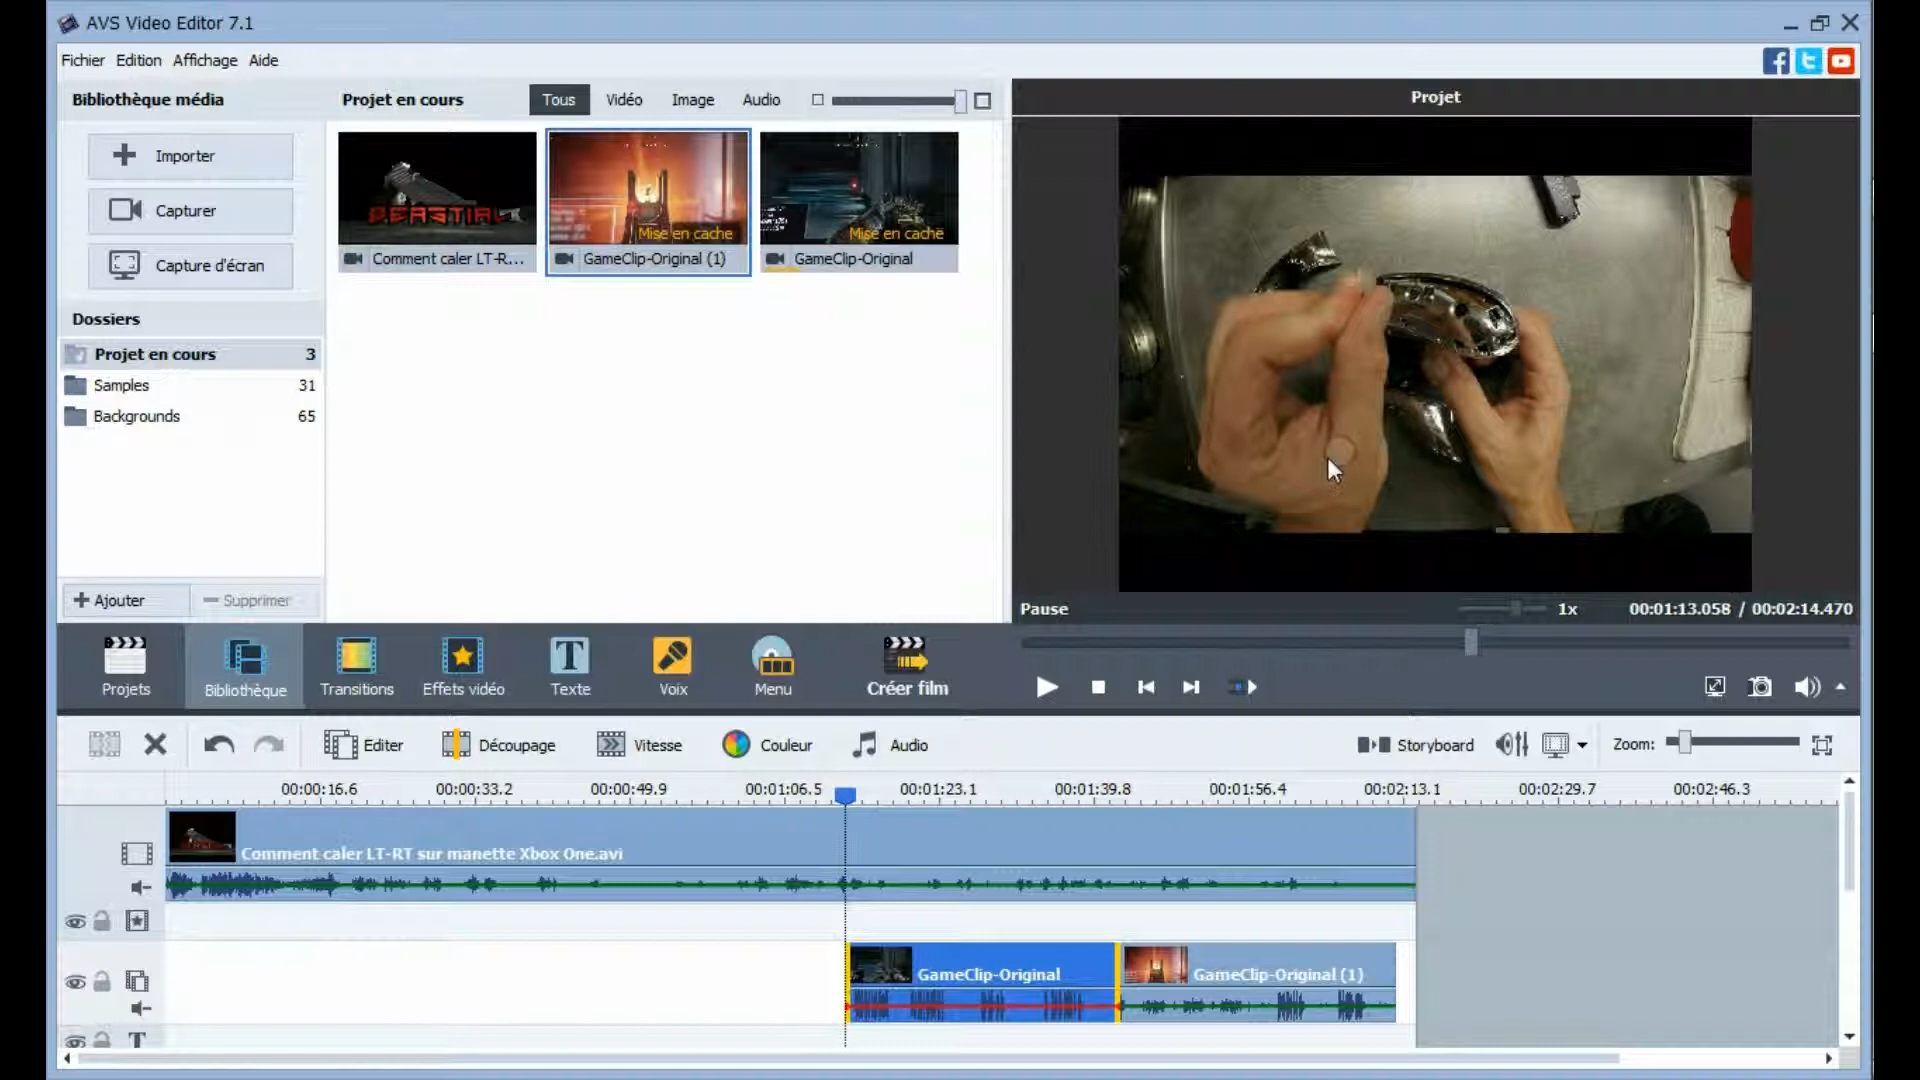 AVS Video Editor 7.1
Fichier Edition Affichage Aide
Bibliothèque média
Projet en cours Tous Vidéo Image Audio
Projet
Importer
Capturer
Capture d'écran
BEASTIAL
Mise en cache
Mise en cache
Comment caler LT-R...
GameClip-Original (1)
GameClip-Original
Dossiers
Projet en cours 3
Samples 31
Backgrounds 65
Ajouter Supprimer
Pause 1x 00:01:13.058 / 00:02:14.470
Projets Bibliothèque Transitions Effets vidéo Texte Voix Menu Créer film
Editer Découpage Vitesse Couleur Audio Storyboard Zoom:
00:00:16.6 00:00:33.2 00:00:49.9 00:01:06.5 00:01:23.1 00:01:39.8 00:01:56.4 00:02:13.1 00:02:29.7 00:02:46.3
Comment caler LT-RT sur manette Xbox One.avi
GameClip-Original GameClip-Original (1)